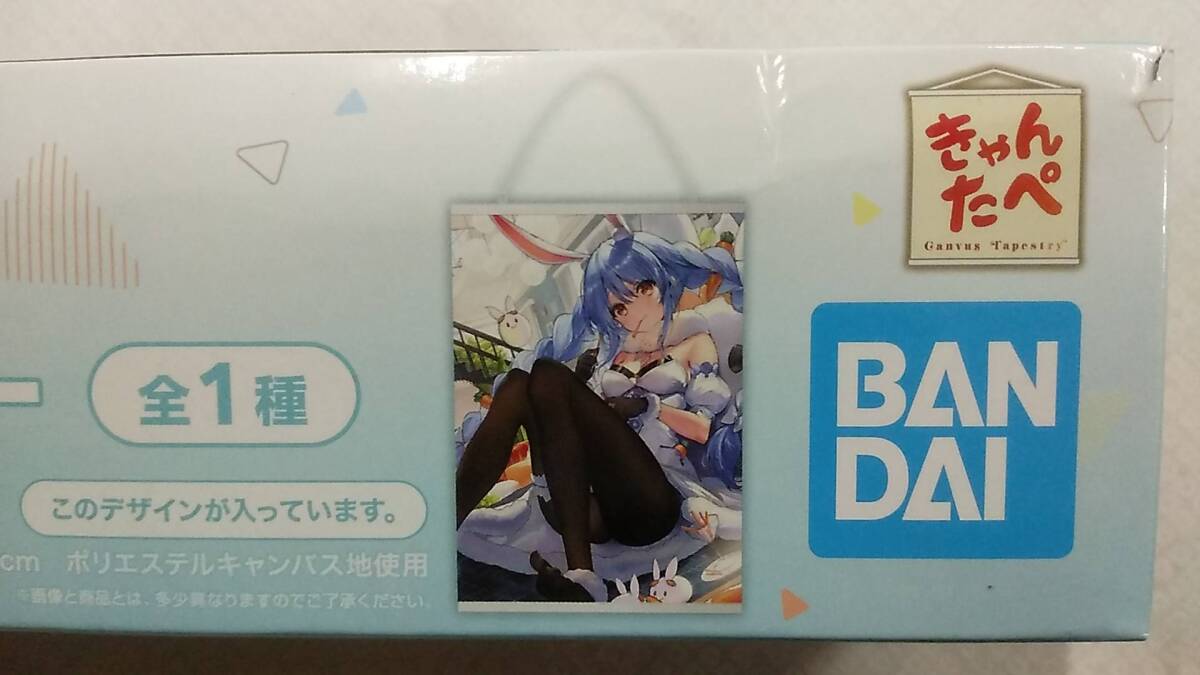 全1種
このデザインが入っています。
cm ポリエステルキャンバス地使用
※画像と商品とは、多少異なりますのでご了承ください。
きゃん
たぺ
Canvus Tapestry
BAN
DAI